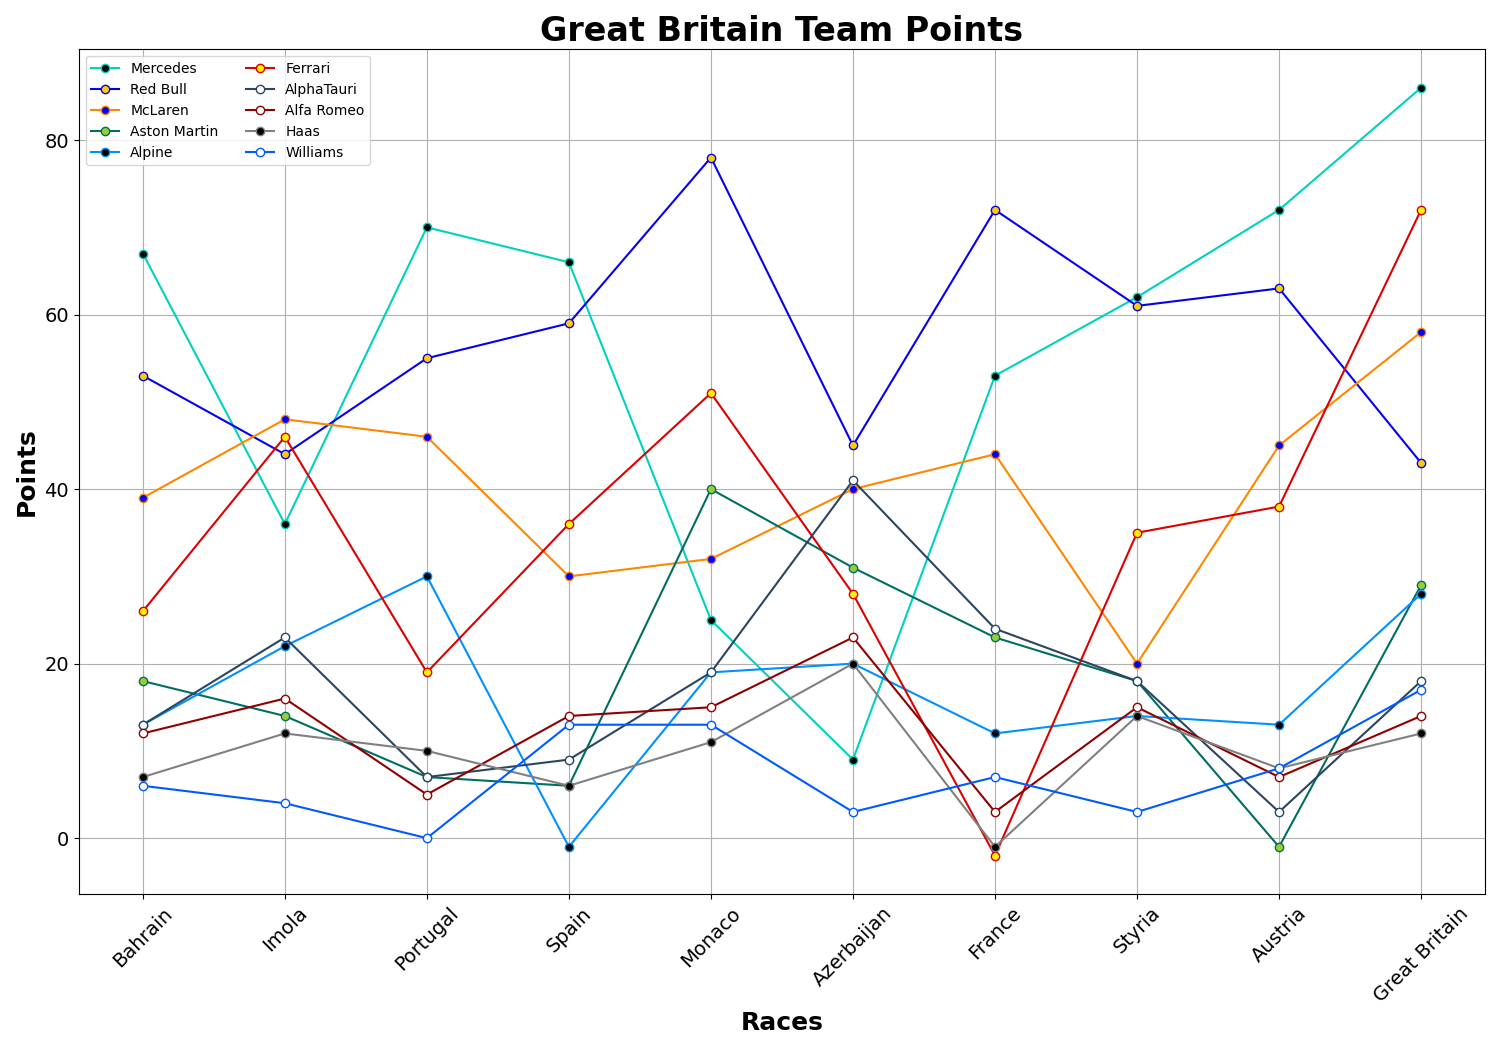 Great Britain Team Points
Mercedes
Red Bull
McLaren
Aston Martin
Alpine
Ferrari
AlphaTauri
Alfa Romeo
Haas
Williams
80
60
40
20
0
Points
Bahrain
Imola
Portugal
Spain
Monaco
Azerbaijan
France
Styria
Austria
Great Britain
Races